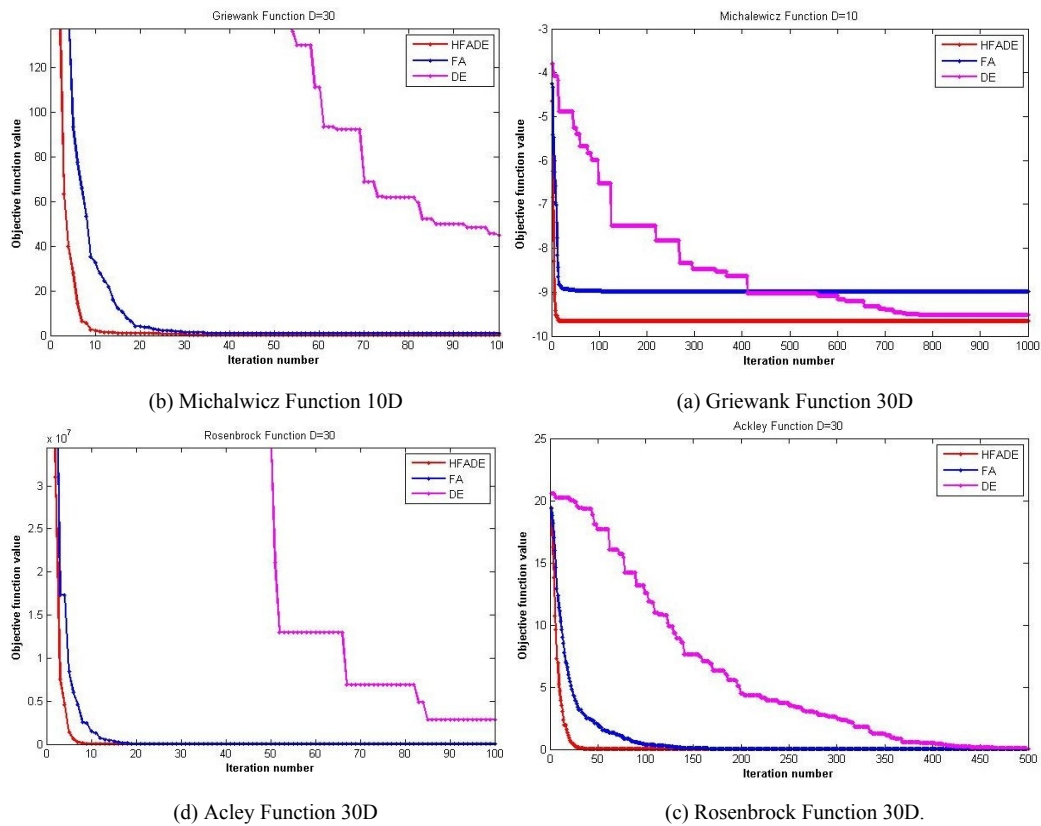 Griewank Function D=30
120
100
80
60
40
20
0
Objective function value
0 10 20 30 40 50 60 70 80 90 100
Iteration number
HFADE
FA
DE
Michalewicz Function D=10
-3
-4
-5
-6
-7
-8
-9
-10
Objective function value
0 100 200 300 400 500 600 700 800 900 1000
Iteration number
HFADE
FA
DE
(b) Michalwicz Function 10D
(a) Griewank Function 30D
Rosenbrock Function D=30
x 10^7
3
2.5
2
1.5
1
0.5
0
Objective function value
0 10 20 30 40 50 60 70 80 90 100
Iteration number
HFADE
FA
DE
Ackley Function D=30
25
20
15
10
5
0
Objective function value
0 50 100 150 200 250 300 350 400 450 500
Iteration number
HFADE
FA
DE
(d) Acley Function 30D
(c) Rosenbrock Function 30D.